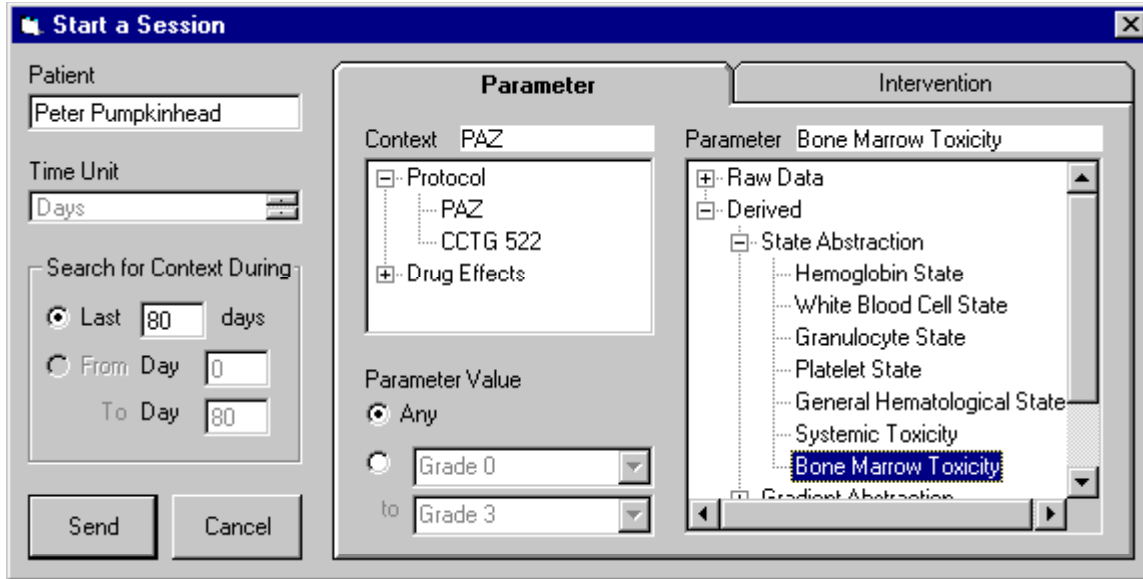 Start a Session
Patient
Peter Pumpkinhead
Time Unit
Days
Search for Context During
Last 80 days
From Day 0
To Day 80
Send Cancel
Parameter Intervention
Context PAZ
Protocol
PAZ
CCTG 522
Drug Effects
Parameter Value
Any
Grade 0
to Grade 3
Parameter Bone Marrow Toxicity
Raw Data
Derived
State Abstraction
Hemoglobin State
White Blood Cell State
Granulocyte State
Platelet State
General Hematological State
Systemic Toxicity
Bone Marrow Toxicity
Gradient Abstraction